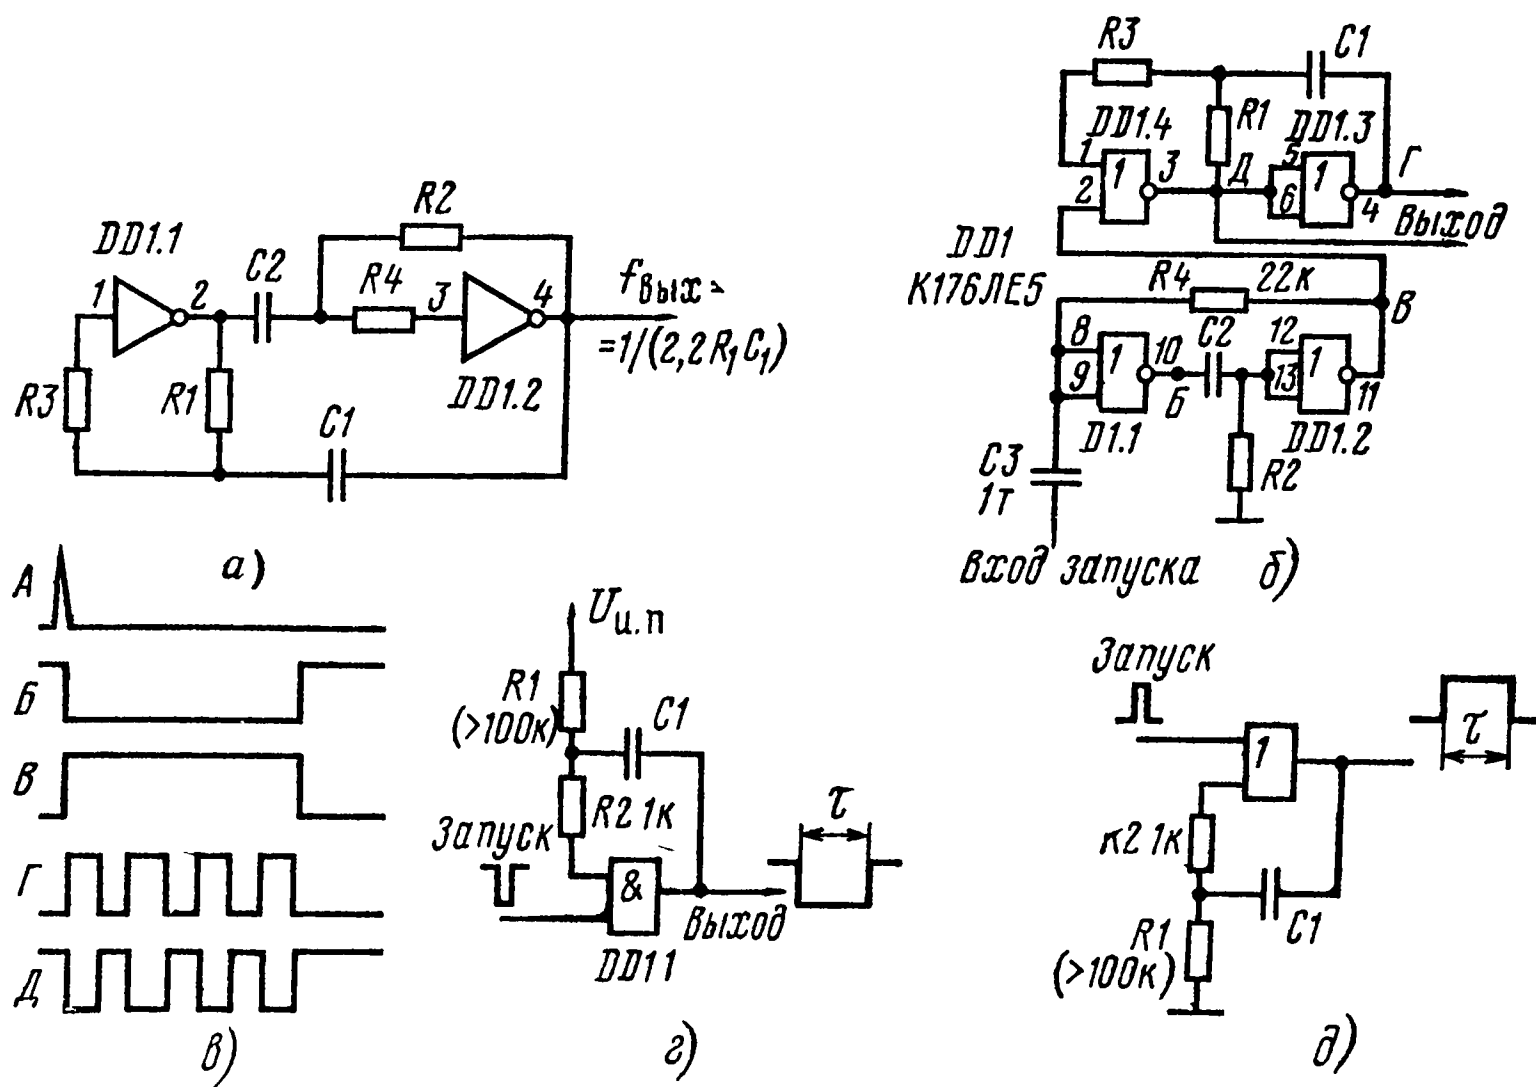 DD1.1
1
2
C2
R2
R4
3
4
fвых =
=1/(2,2R₁C₁)
DD1.2
R3
R1
C1
а)
R3
C1
DD1.4
R1
DD1.3
1
2
1
3
Д
5
6
1
4
Г
Выход
DD1
К176ЛЕ5
R4
22к
В
8
9
1
10
Б
C2
12
13
1
11
D1.1
DD1.2
C3
1т
R2
Вход запуска
б)
А
Б
В
Г
Д
в)
Uи.п
R1
(>100к)
C1
R2 1к
Запуск
&
DD11
Выход
τ
г)
Запуск
1
τ
к2 1к
C1
R1
(>100к)
д)